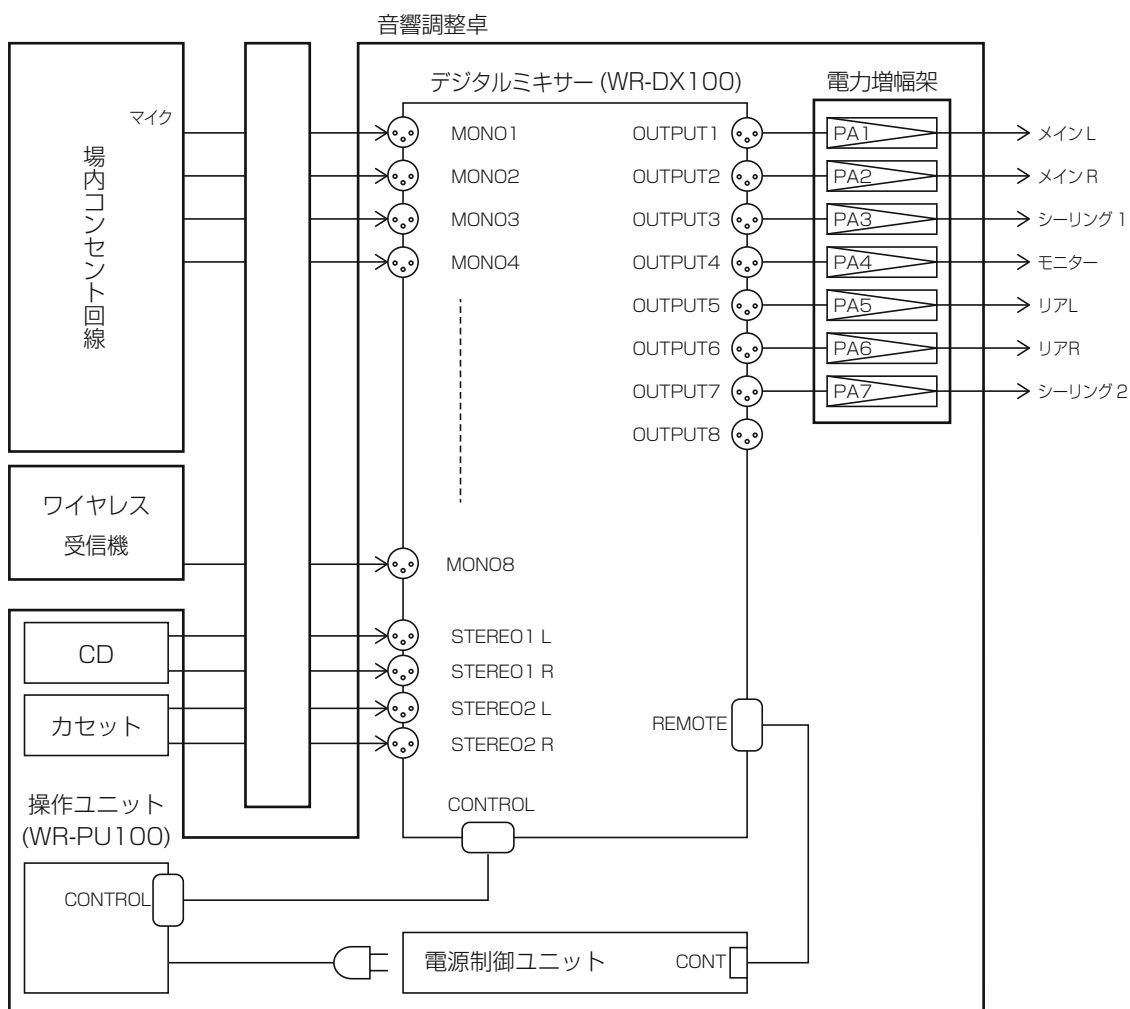 音響調整卓
デジタルミキサー (WR-DX100)
電力増幅架
場内コンセント回線
マイク
MONO1
MONO2
MONO3
MONO4
MONO8
STEREO1 L
STEREO1 R
STEREO2 L
STEREO2 R
OUTPUT1
OUTPUT2
OUTPUT3
OUTPUT4
OUTPUT5
OUTPUT6
OUTPUT7
OUTPUT8
PA1
PA2
PA3
PA4
PA5
PA6
PA7
メイン L
メイン R
シーリング 1
モニター
リアL
リアR
シーリング 2
ワイヤレス
受信機
CD
カセット
REMOTE
CONTROL
操作ユニット
(WR-PU100)
CONTROL
電源制御ユニット
CONT